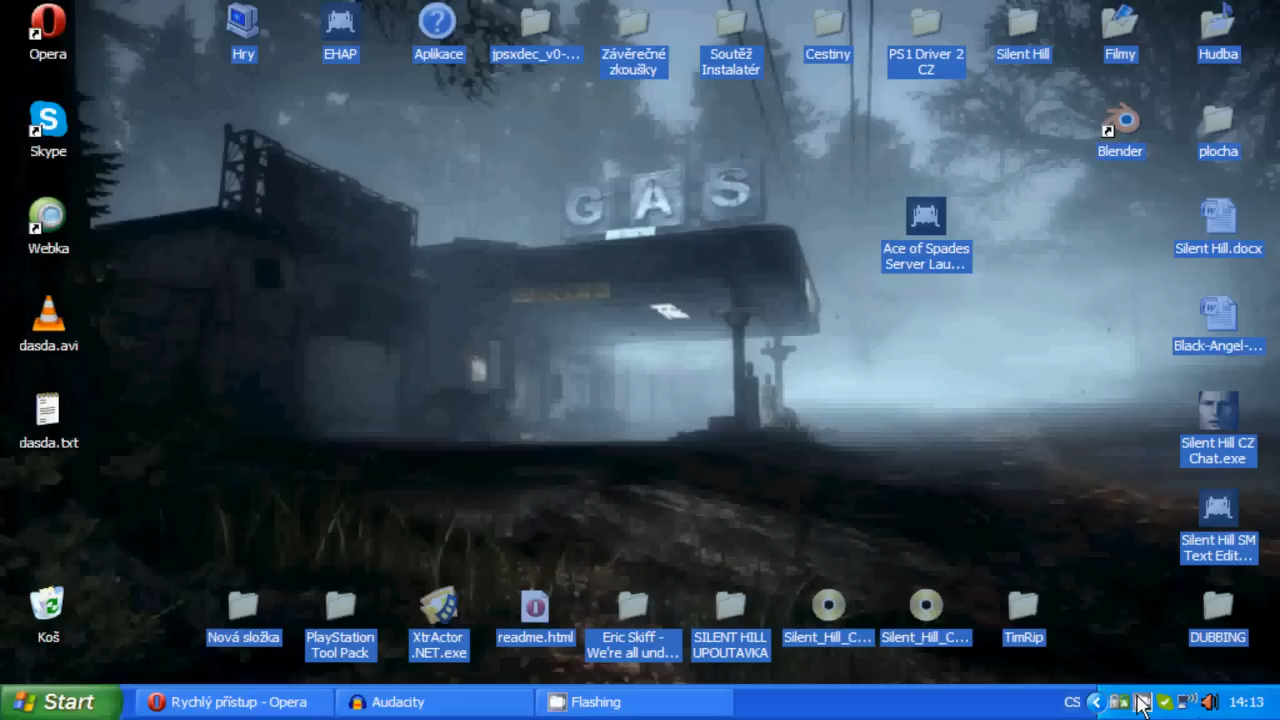 Opera
Hry
EHAP
Aplikace
jpsxdec_v0-...
Závěrečné
zkoušky
Soutěž
Instalatér
Cestiny
PS1 Driver 2
CZ
Silent Hill
Filmy
Hudba
Skype
Blender
plocha
GAS
Webka
Ace of Spades
Server Lau...
Silent Hill.docx
dasda.avi
Black-Angel-...
dasda.txt
Silent Hill CZ
Chat.exe
Silent Hill SM
Text Edit...
Koš
Nová složka
PlayStation
Tool Pack
XtrActor
.NET.exe
readme.html
Eric Skiff -
We're all und...
SILENT HILL
UPOUTAVKA
Silent_Hill_C...
Silent_Hill_C...
TimRip
DUBBING
Start
Rychlý přístup - Opera
Audacity
Flashing
CS
14:13